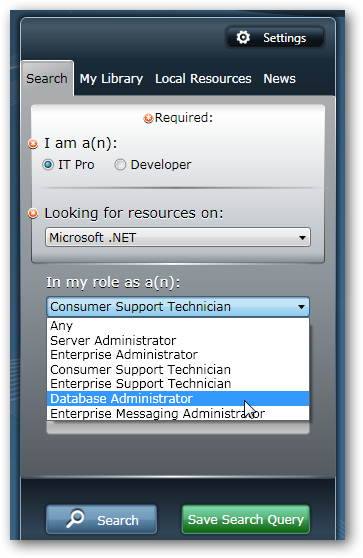 Settings
Search My Library Local Resources News
Required:
I am a(n):
IT Pro Developer
Looking for resources on:
Microsoft .NET
In my role as a(n):
Consumer Support Technician
Any
Server Administrator
Enterprise Administrator
Consumer Support Technician
Enterprise Support Technician
Database Administrator
Enterprise Messaging Administrator
Search Save Search Query